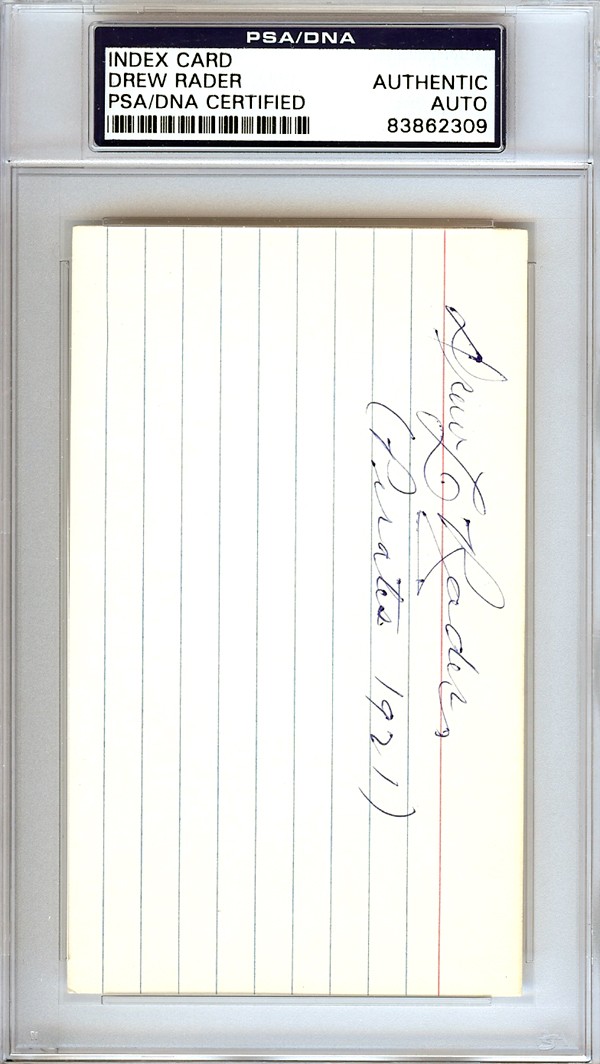 PSA/DNA
INDEX CARD
DREW RADER
PSA/DNA CERTIFIED
AUTHENTIC
AUTO
83862309
Drew L Rader
(Pirates 1921)